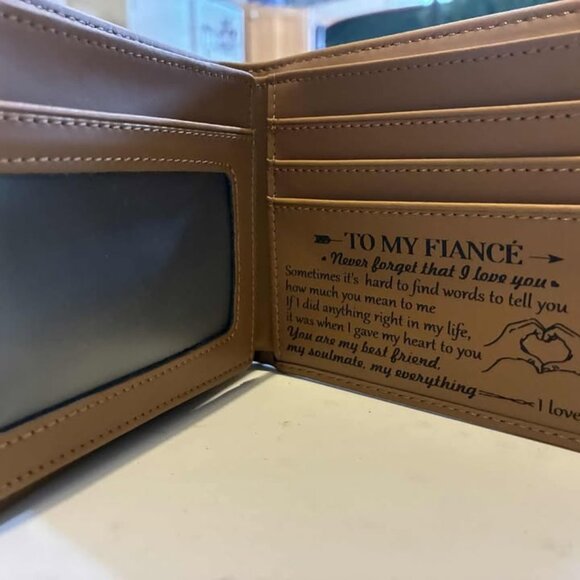 TO MY FIANCÉ
Never forget that I love you
Sometimes it's hard to find words to tell you
how much you mean to me
If I did anything right in my life,
it was when I gave my heart to you
You are my best friend,
my soulmate, my everything
I love